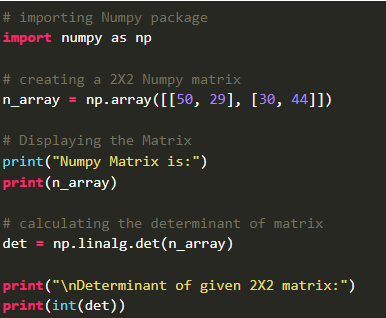 # importing Numpy package
import numpy as np
# creating a 2X2 Numpy matrix
n_array = np.array([[50, 29], [30, 44]])
# Displaying the Matrix
print("Numpy Matrix is:")
print(n_array)
# calculating the determinant of matrix
det = np.linalg.det(n_array)
print("\nDeterminant of given 2X2 matrix:")
print(int(det))